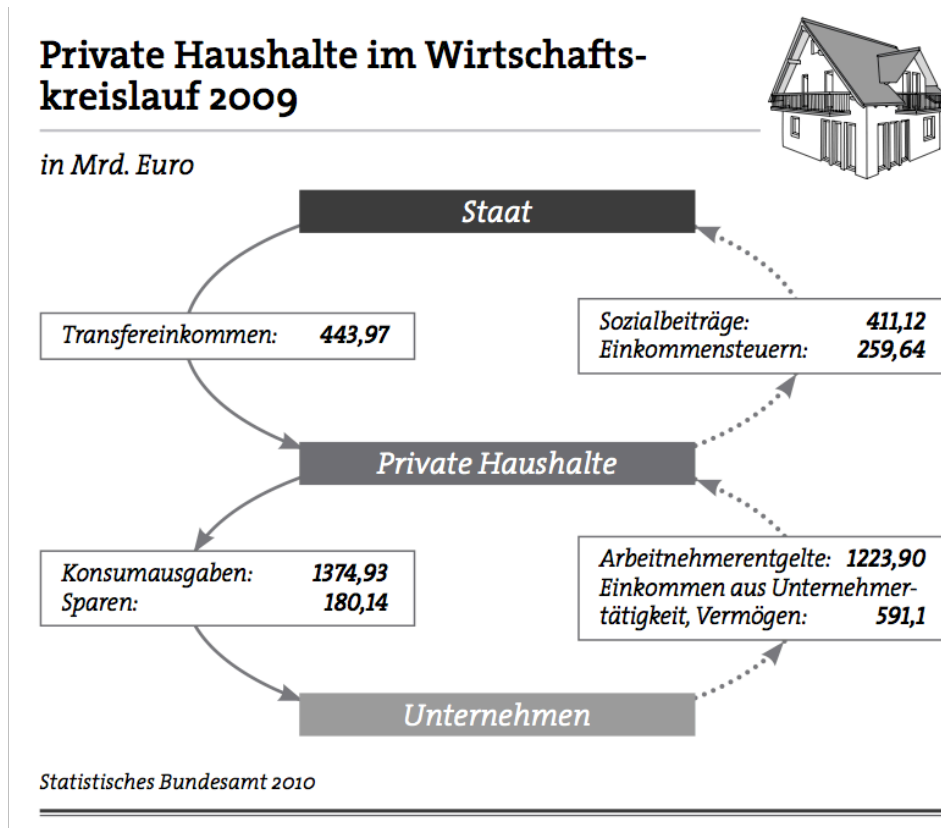 Private Haushalte im Wirtschafts-
kreislauf 2009
in Mrd. Euro
Staat
Transfereinkommen: 443,97
Sozialbeiträge: 411,12
Einkommensteuern: 259,64
Private Haushalte
Konsumausgaben: 1374,93
Sparen: 180,14
Arbeitnehmerentgelte: 1223,90
Einkommen aus Unternehmer-
tätigkeit, Vermögen: 591,1
Unternehmen
Statistisches Bundesamt 2010